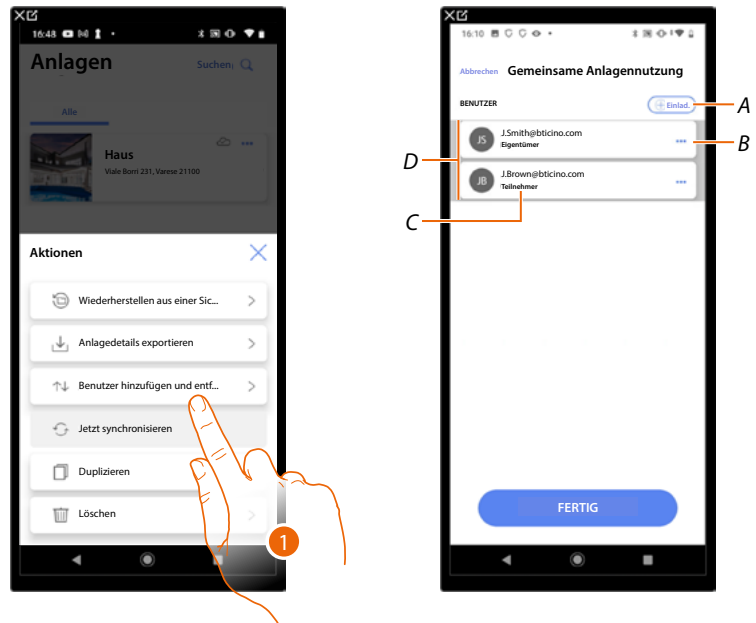 16:48
Anlagen
Suchen
Alle
Haus
Viale Borri 231, Varese 21100
Aktionen
Wiederherstellen aus einer Sic...
Anlagedetails exportieren
Benutzer hinzufügen und entf...
Jetzt synchronisieren
Duplizieren
Löschen
1
16:10
Abbrechen Gemeinsame Anlagennutzung
BENUTZER
Einlad.
A
JS
J.Smith@bticino.com
Eigentümer
B
D
JB
J.Brown@bticino.com
Teilnehmer
C
FERTIG